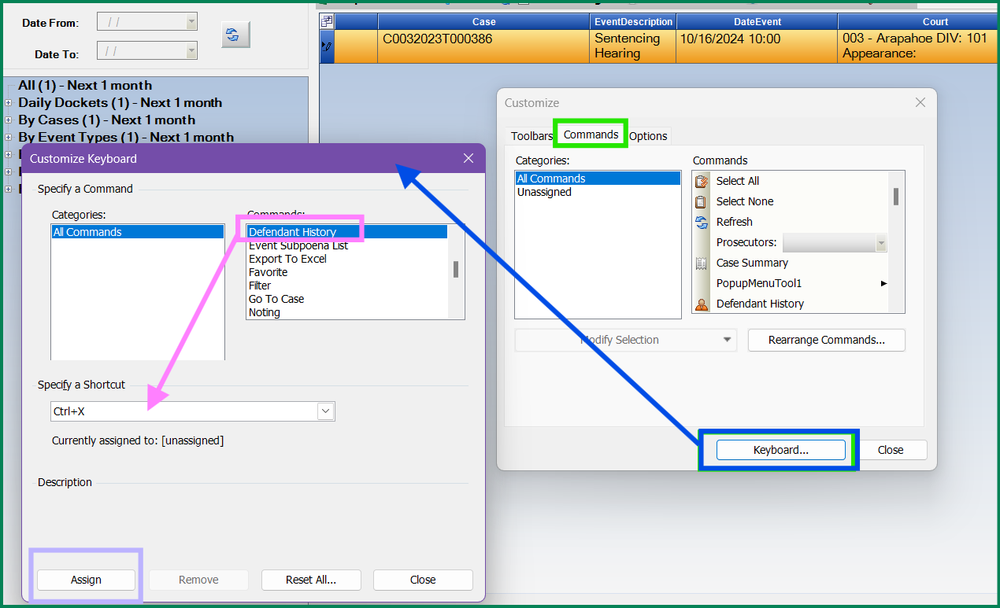 Date From:
/ /
Date To:
/ /
Case
EventDescription
DateEvent
Court
C0032023T000386
Sentencing Hearing
10/16/2024 10:00
003 - Arapahoe DIV: 101
Appearance:
All (1) - Next 1 month
Daily Dockets (1) - Next 1 month
By Cases (1) - Next 1 month
By Event Types (1) - Next 1 month
Customize Keyboard
Specify a Command
Categories:
Commands:
All Commands
Defendant History
Event Subpoena List
Export To Excel
Favorite
Filter
Go To Case
Noting
Specify a Shortcut
Ctrl+X
Currently assigned to: [unassigned]
Description
Assign
Remove
Reset All...
Close
Customize
Toolbars
Commands
Options
Categories:
Commands
All Commands
Unassigned
Select All
Select None
Refresh
Prosecutors:
Case Summary
PopupMenuTool1
Defendant History
Modify Selection
Rearrange Commands...
Keyboard...
Close